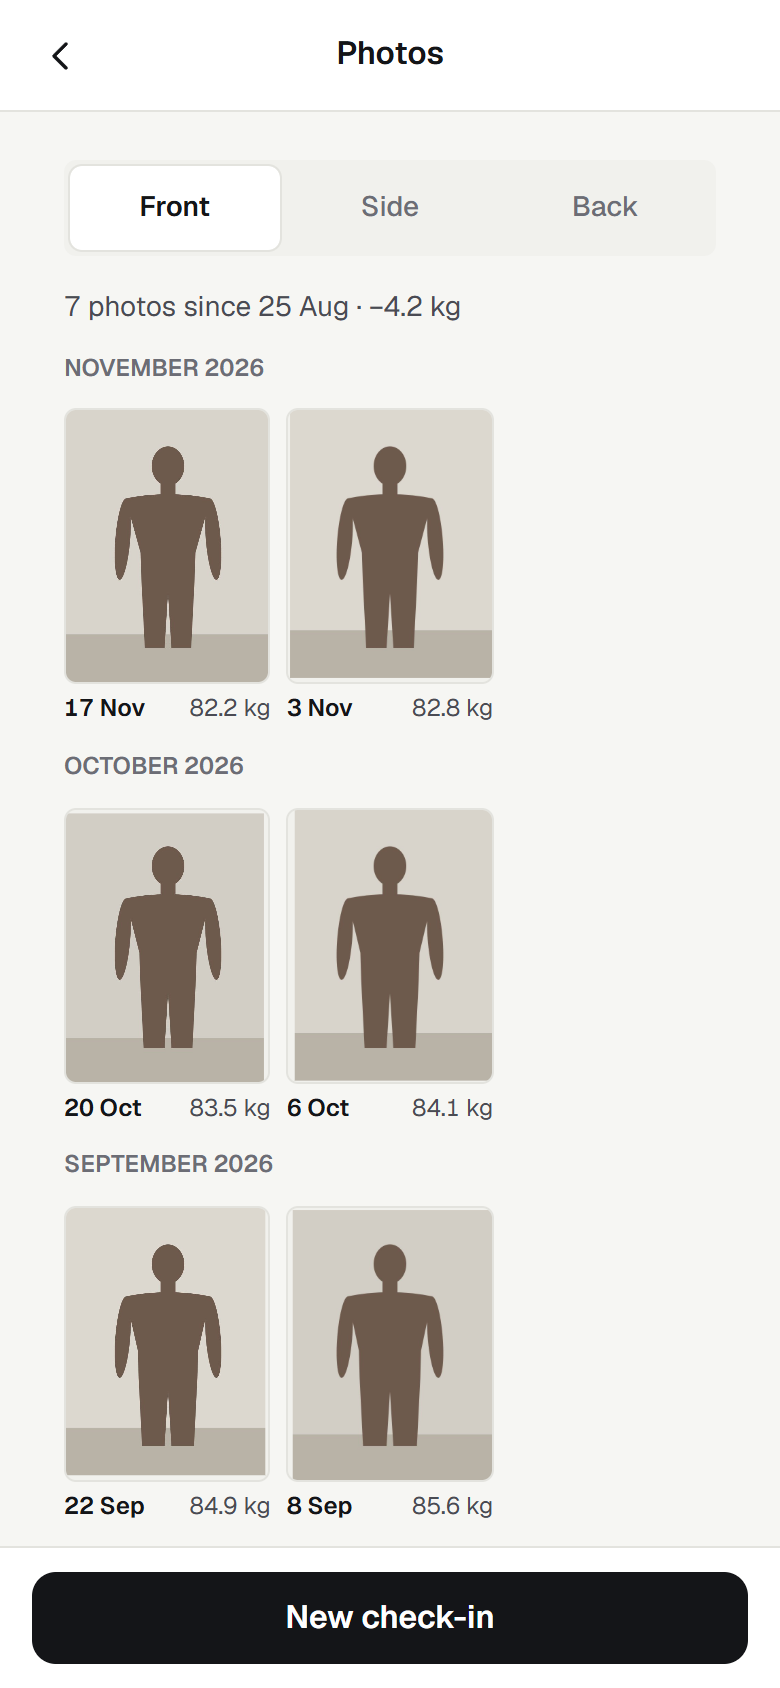 Photos
Front Side Back
7 photos since 25 Aug · −4.2 kg
NOVEMBER 2026
17 Nov 82.2 kg 3 Nov 82.8 kg
OCTOBER 2026
20 Oct 83.5 kg 6 Oct 84.1 kg
SEPTEMBER 2026
22 Sep 84.9 kg 8 Sep 85.6 kg
New check-in